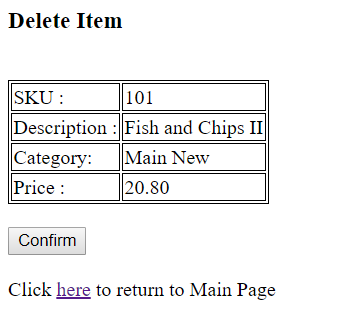 Delete Item
SKU : 101
Description : Fish and Chips II
Category: Main New
Price : 20.80
Confirm
Click here to return to Main Page